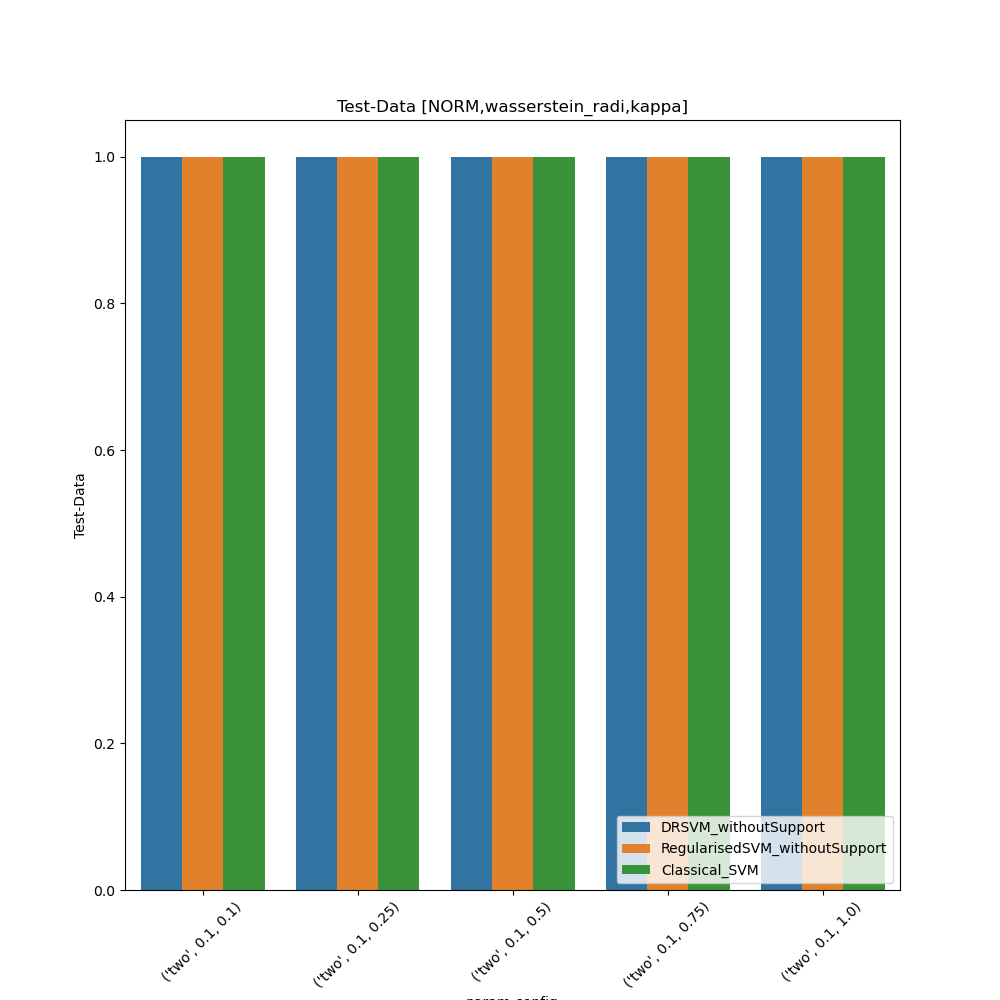 Test-Data [NORM,wasserstein_radi,kappa]
1.0
0.8
0.6
0.4
0.2
0.0
Test-Data
DRSVM_withoutSupport
RegularisedSVM_withoutSupport
Classical_SVM
('two', 0.1, 0.1)
('two', 0.1, 0.25)
('two', 0.1, 0.5)
('two', 0.1, 0.75)
('two', 0.1, 1.0)